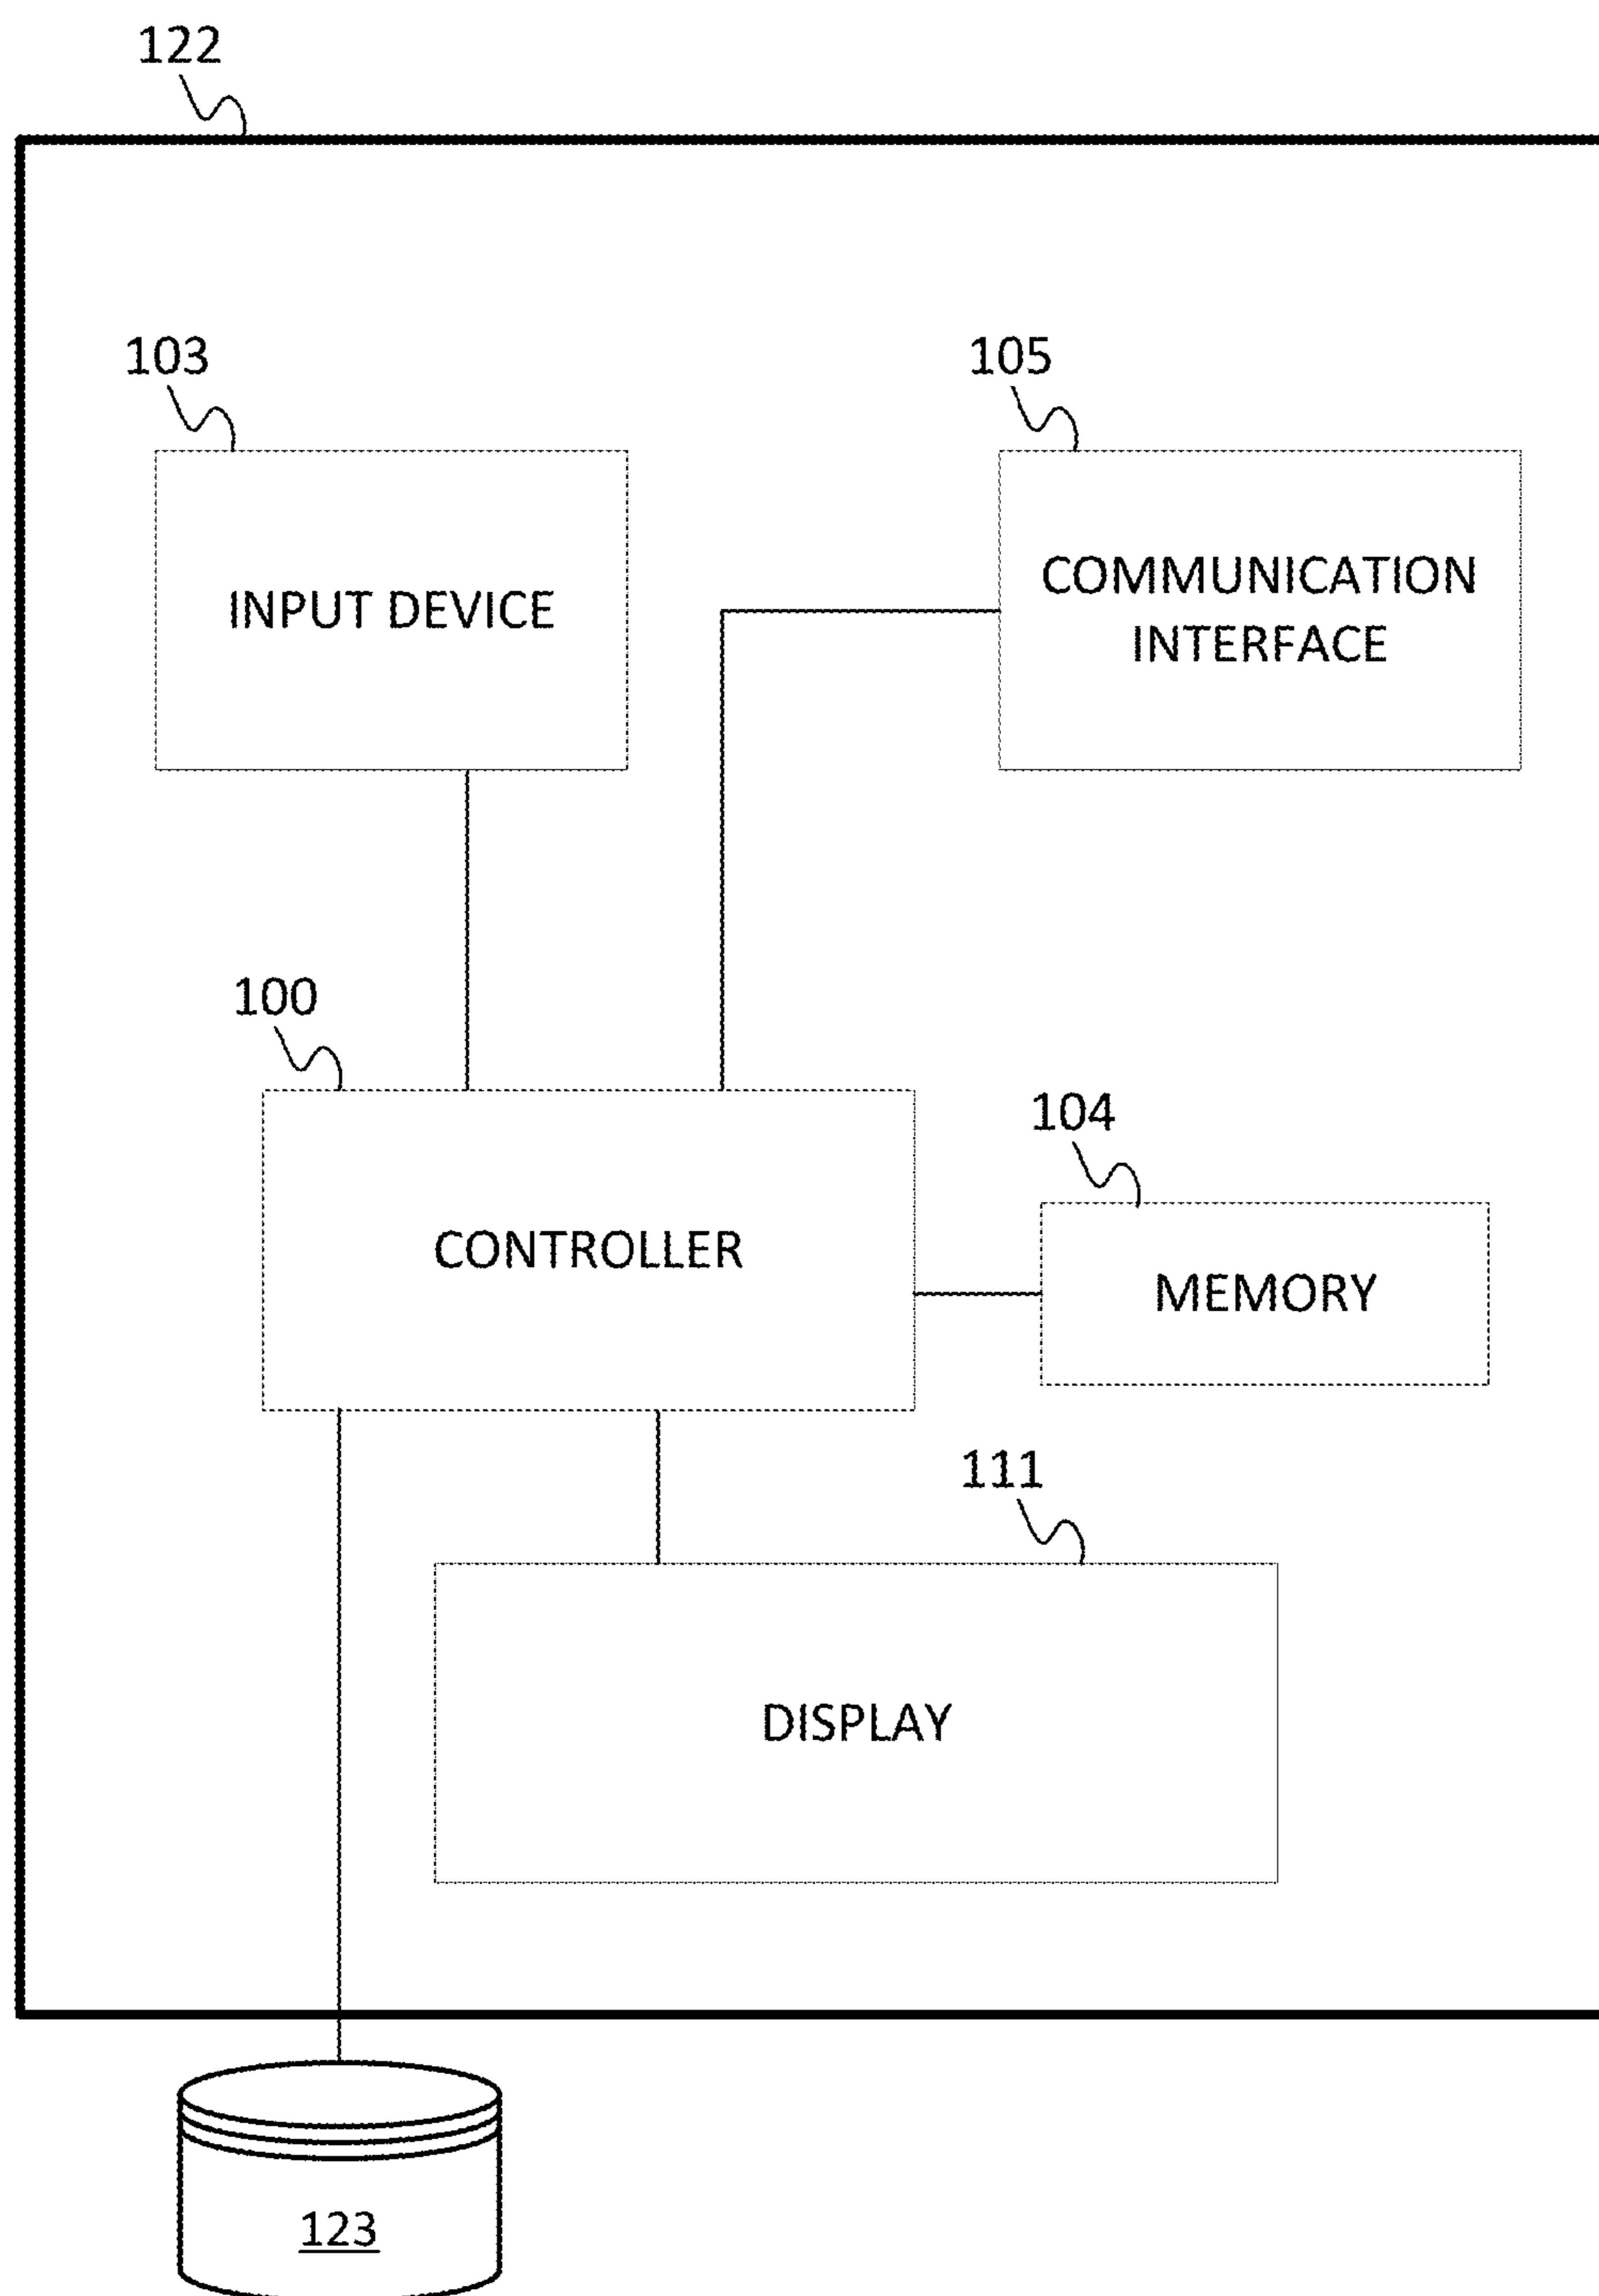 122
103
105
INPUT DEVICE
COMMUNICATION
INTERFACE
100
104
CONTROLLER
MEMORY
111
DISPLAY
123